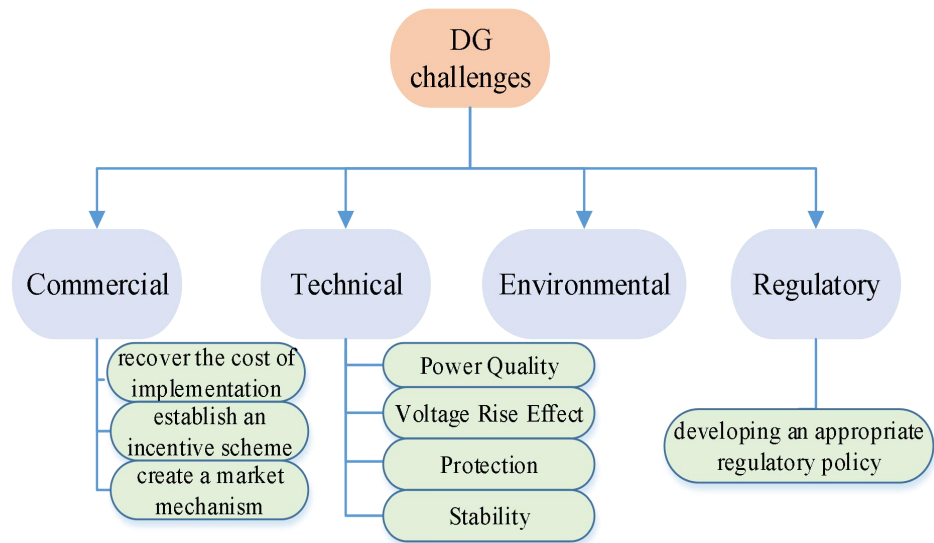 DG
challenges
Commercial
Technical
Environmental
Regulatory
recover the cost of
implementation
establish an
incentive scheme
create a market
mechanism
Power Quality
Voltage Rise Effect
Protection
Stability
developing an appropriate
regulatory policy